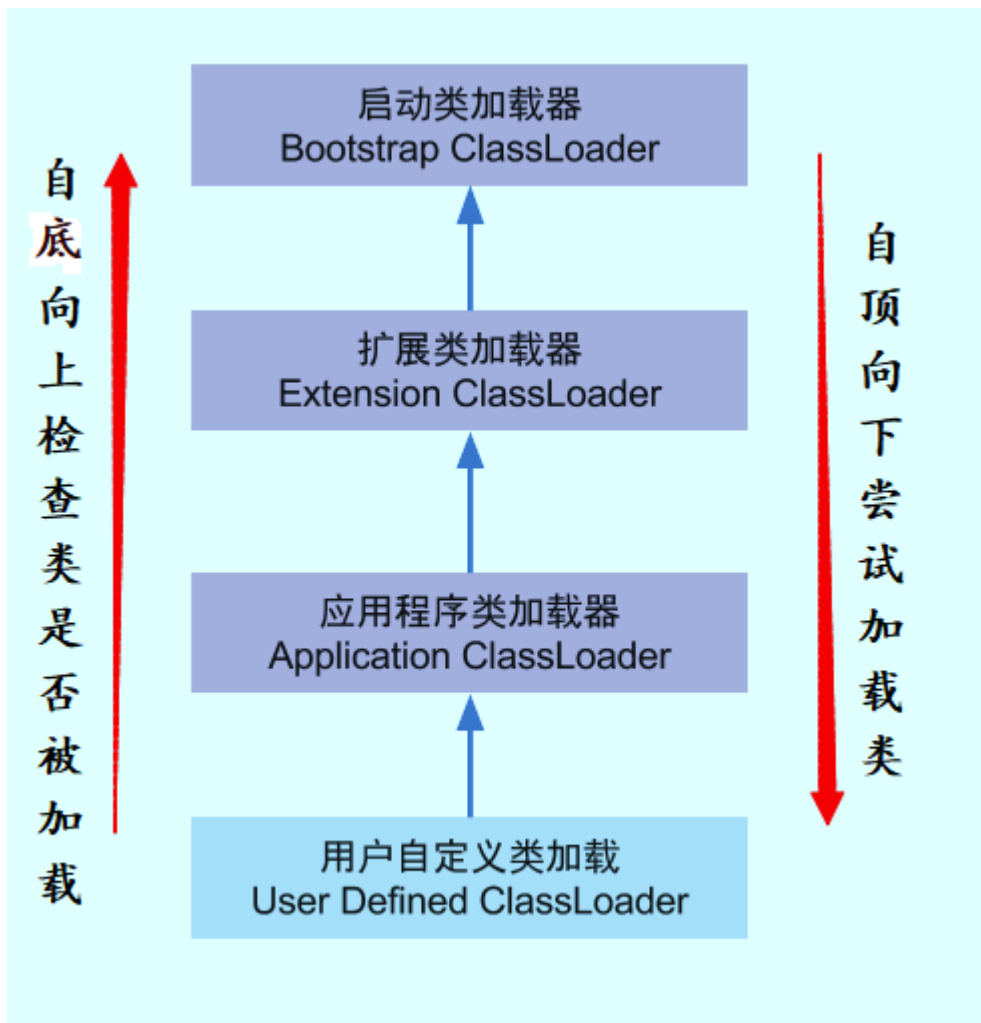 启动类加载器
Bootstrap ClassLoader
自底向上检查类是否被加载
自顶向下尝试加载类
扩展类加载器
Extension ClassLoader
应用程序类加载器
Application ClassLoader
用户自定义类加载
User Defined ClassLoader